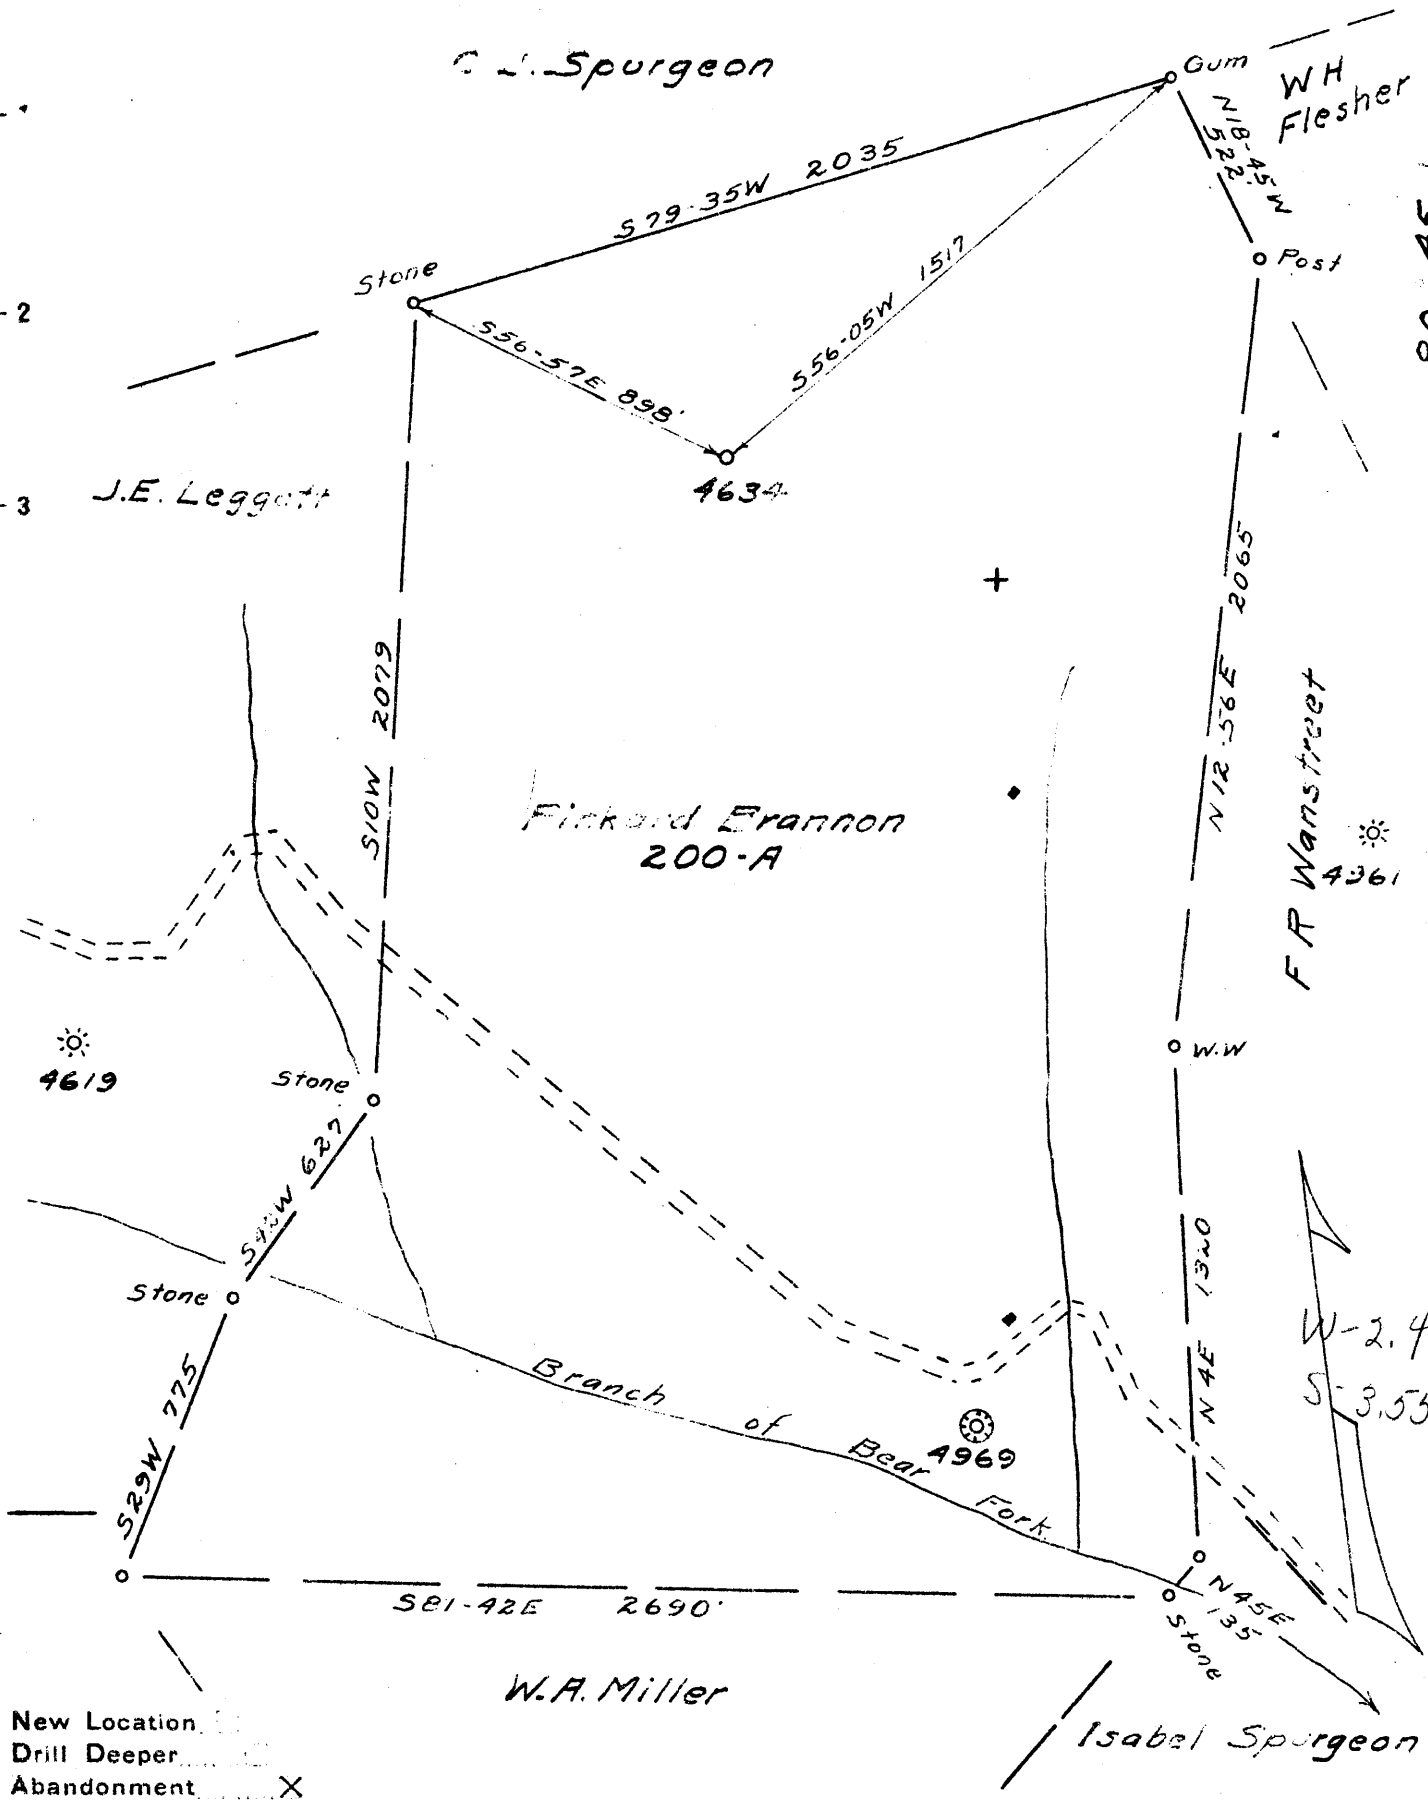 Spurgeon
Gum
WH
Flesher
N18-45W
522'
S79-35W 2035
Stone
Post
- 2
S56-57E 898'
S56-05W 1517
4634
J.E. Leggett
- 3
N12-56E 2065
S10W 2079
F R Wanstreet
200-A
4361
4619
Stone
W.W
S42W 627
Stone
N4E 1320
W-2.4
S-3.55
S29W 775
Branch of Bear Fork
4969
S81-42E 2690'
N45E
135
Stone
W.A. Miller
Isabel Spurgeon
New Location
Drill Deeper
Abandonment X